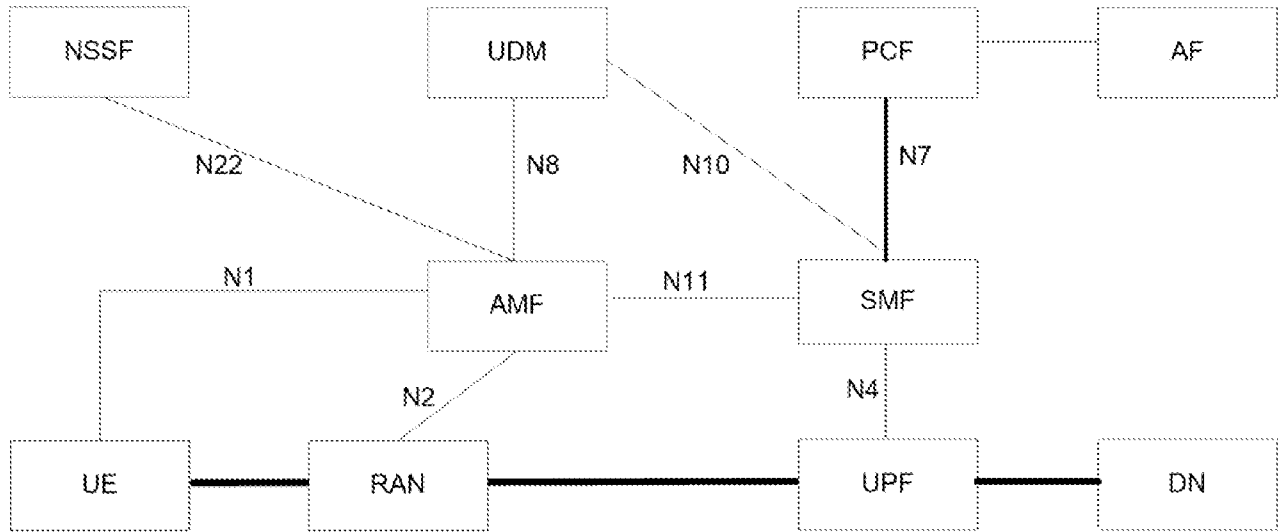 NSSF
UDM
PCF
AF
N22
N8
N10
N7
N1
AMF
N11
SMF
N2
N4
UE
RAN
UPF
DN